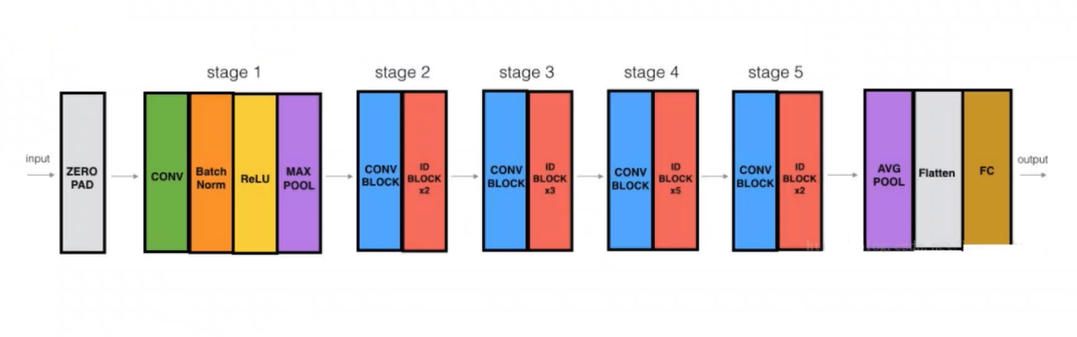 stage 1
stage 2
stage 3
stage 4
stage 5
input
ZERO
PAD
CONV
Batch
Norm
ReLU
MAX
POOL
CONV
BLOCK
ID
BLOCK
x2
CONV
BLOCK
ID
BLOCK
x3
CONV
BLOCK
ID
BLOCK
x5
CONV
BLOCK
ID
BLOCK
x2
AVG
POOL
Flatten
FC
output